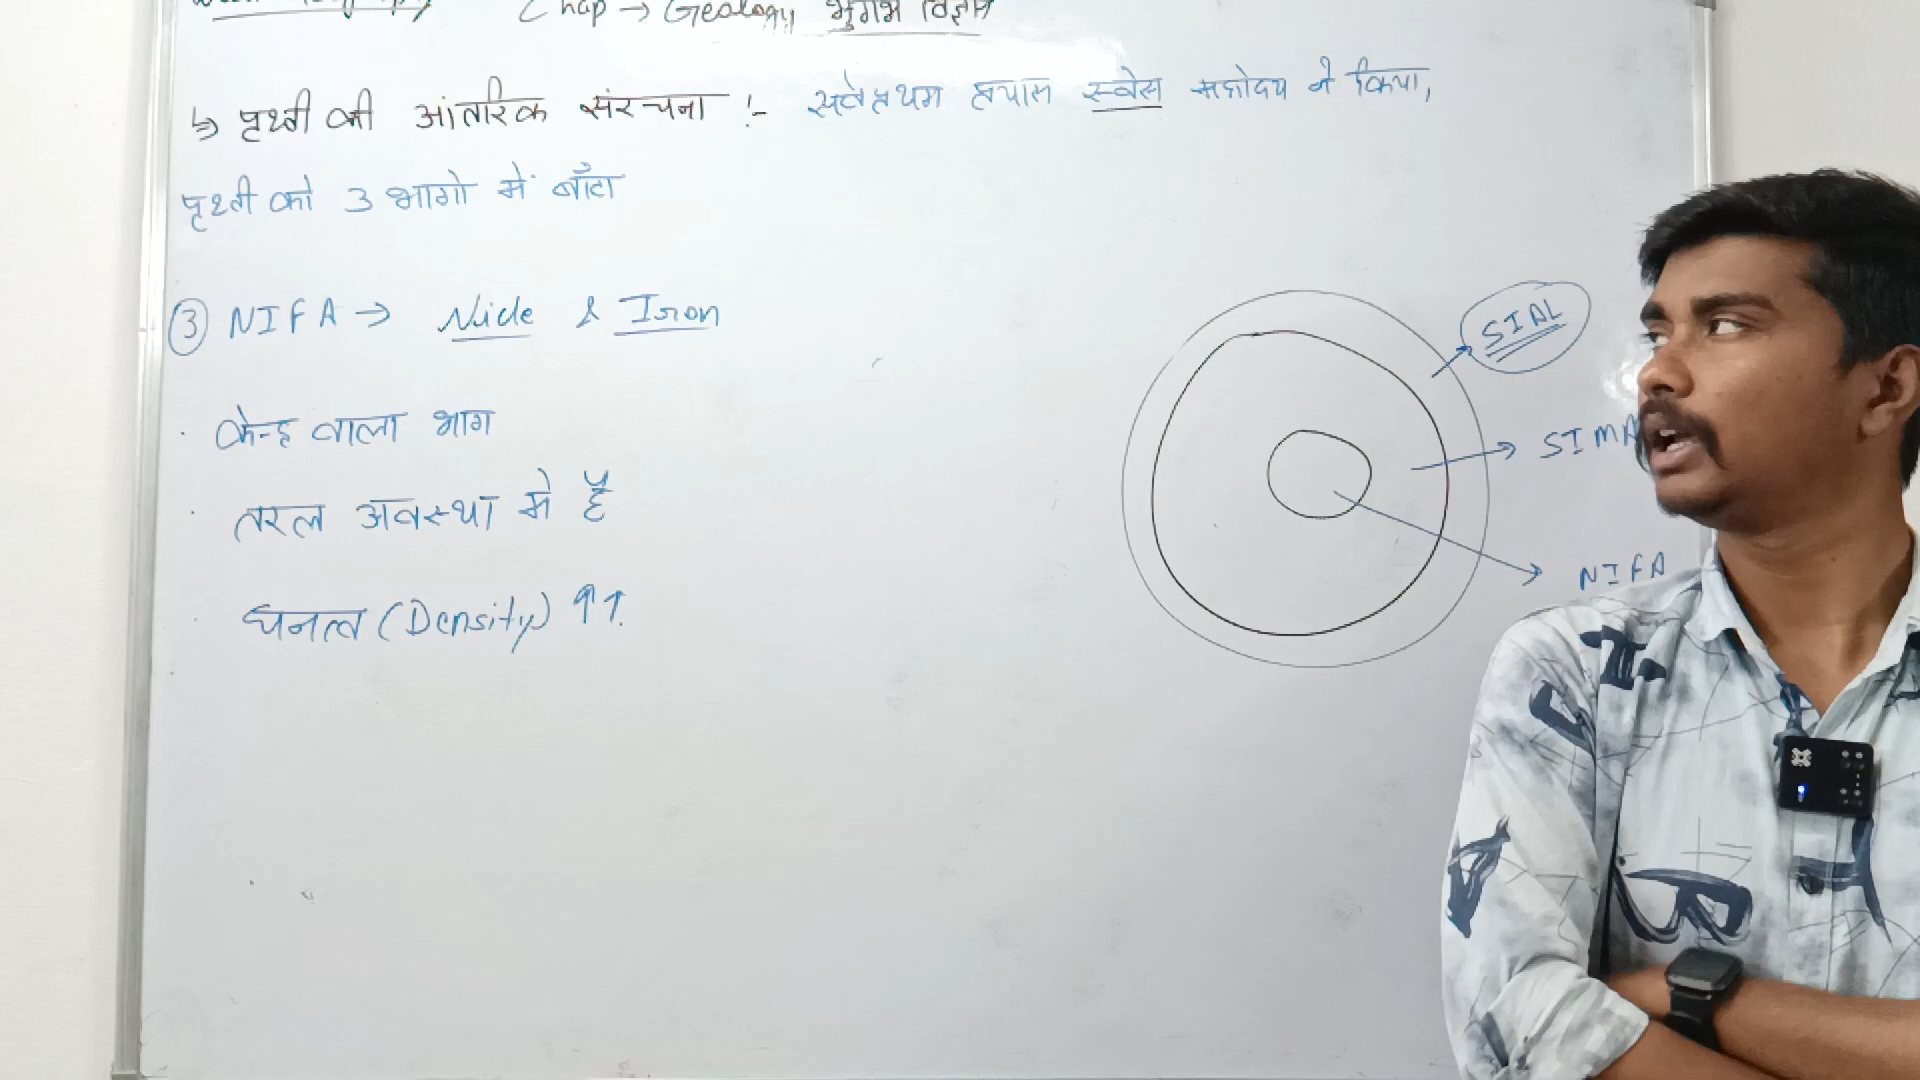 Chap → Geology भुगर्भ विज्ञान
↳ पृथ्वी की आंतरिक संरचना :- सर्वप्रथम प्रयास स्वेस महोदय ने किया,
पृथ्वी को 3 भागो में बाँटा
③ NIFA → Nicle & Iron
· केन्द्र वाला भाग
· तरल अवस्था मे है
· घनत्व (Density) ↑↑.
SIAL
SIMA
NIFA